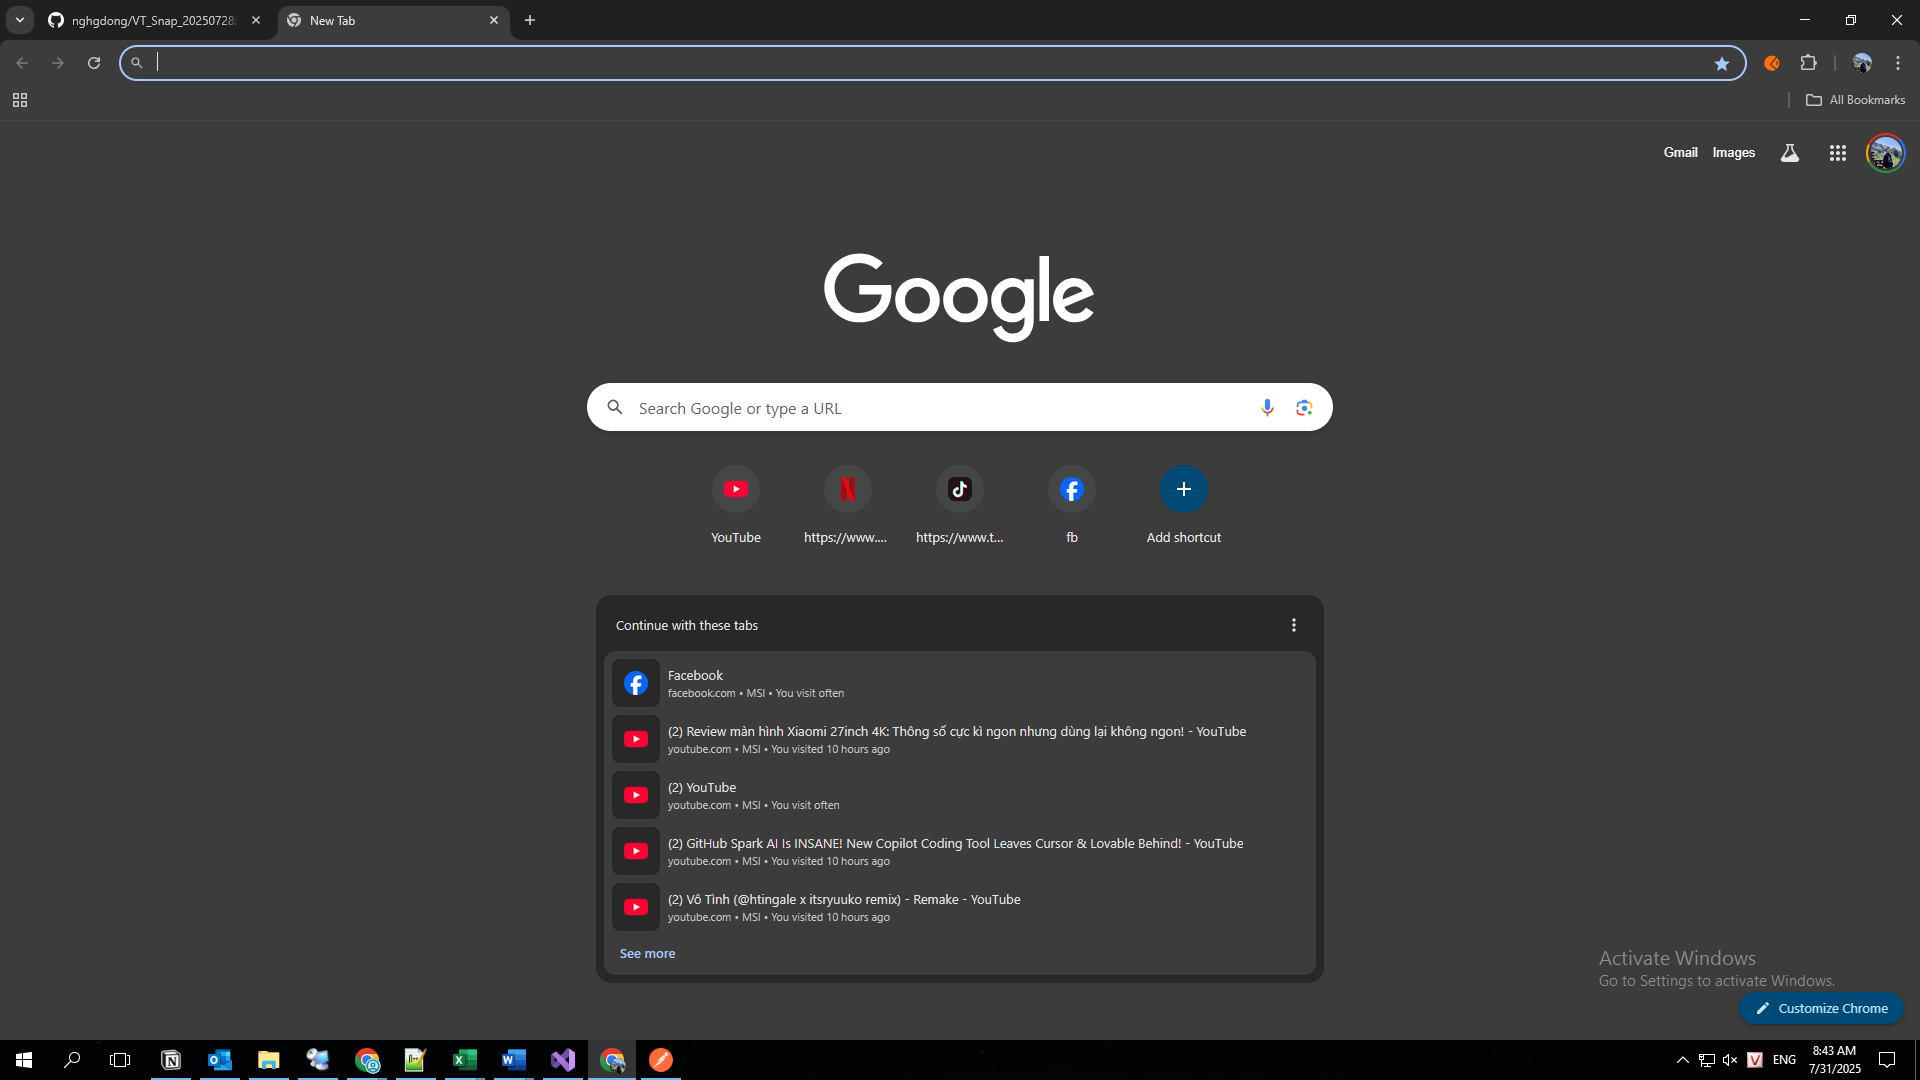 nghgdong/VT_Snap_20250728
New Tab
All Bookmarks
Gmail
Images
Google
Search Google or type a URL
YouTube
https://www....
https://www.t...
fb
Add shortcut
Continue with these tabs
Facebook
facebook.com • MSI • You visit often
(2) Review màn hình Xiaomi 27inch 4K: Thông số cực kì ngon nhưng dùng lại không ngon! - YouTube
youtube.com • MSI • You visited 10 hours ago
(2) YouTube
youtube.com • MSI • You visit often
(2) GitHub Spark AI Is INSANE! New Copilot Coding Tool Leaves Cursor & Lovable Behind! - YouTube
youtube.com • MSI • You visited 10 hours ago
(2) Vô Tình (@htingale x itsryuuko remix) - Remake - YouTube
youtube.com • MSI • You visited 10 hours ago
See more
Activate Windows
Go to Settings to activate Windows.
Customize Chrome
ENG
8:43 AM
7/31/2025